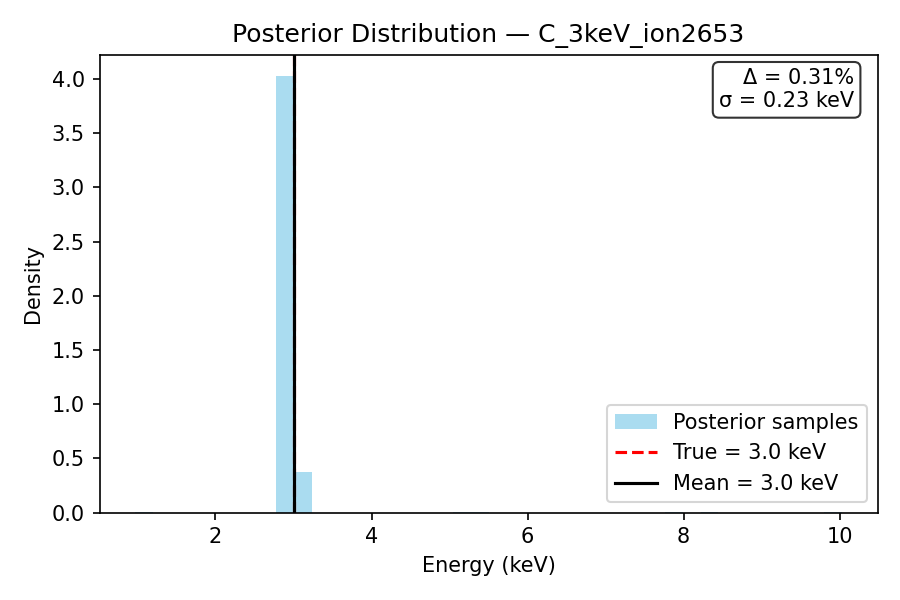 Posterior Distribution — C_3keV_ion2653
Δ = 0.31%
σ = 0.23 keV
4.0
3.5
3.0
2.5
2.0
1.5
1.0
0.5
0.0
Density
Posterior samples
True = 3.0 keV
Mean = 3.0 keV
2 4 6 8 10
Energy (keV)